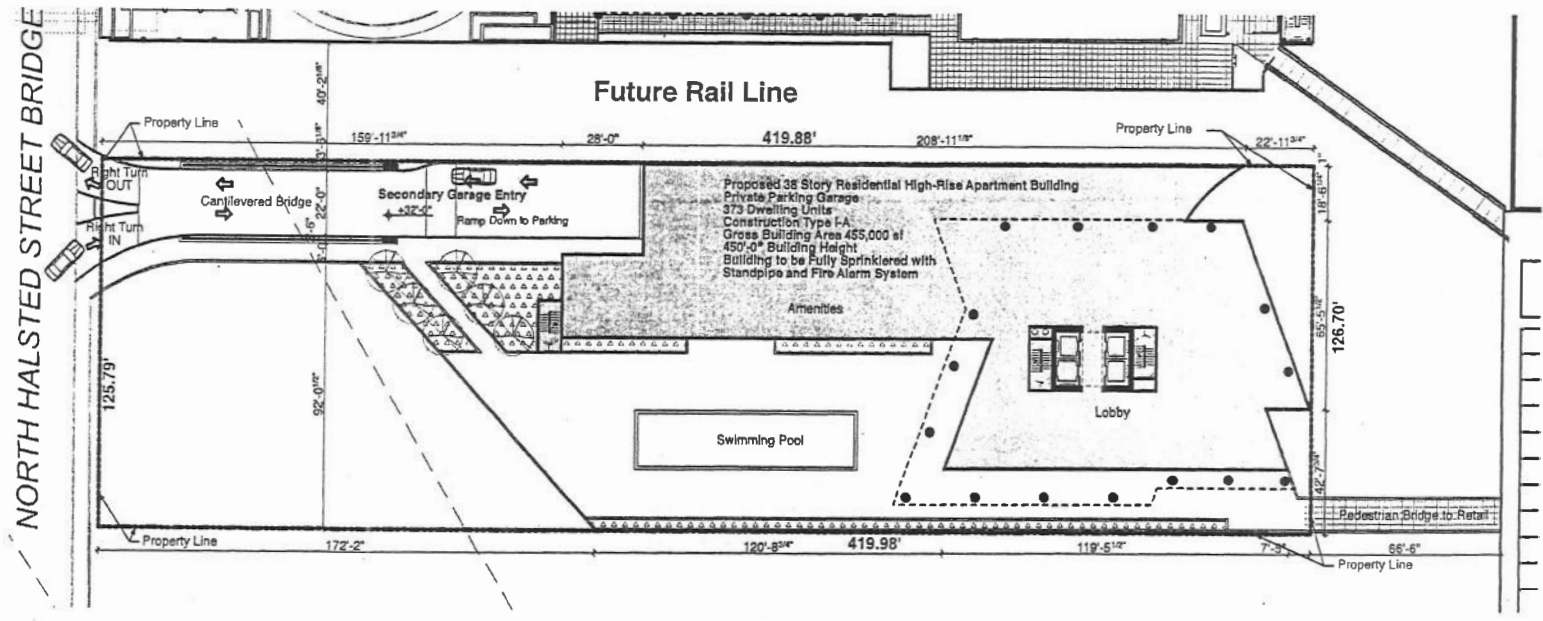 NORTH HALSTED STREET BRIDGE
Future Rail Line
40'-2 1/8"
Property Line
159'-11 3/4"
28'-0"
419.88'
208-11 1/8"
Property Line
22'-11 3/4"
Right Turn
OUT
Cantilevered Bridge
22'-0"
Secondary Garage Entry
+32'-0"
Ramp Down to Parking
Right Turn
IN
Proposed 38 Story Residential High-Rise Apartment Building
Private Parking Garage
373 Dwelling Units
Construction Type I-A
Gross Building Area 455,000 sf
450'-0" Building Height
Building to be Fully Sprinklered with
Standpipe and Fire Alarm System
Amenities
18'-6 1/4"
65'-5 1/2"
126.70'
125.79'
92'-0 1/2"
Lobby
Swimming Pool
42'-7 3/4"
Pedestrian Bridge to Retail
Property Line
172'-2"
120'-8 3/4"
419.98'
119'-5 1/2"
7'-9"
66'-6"
Property Line